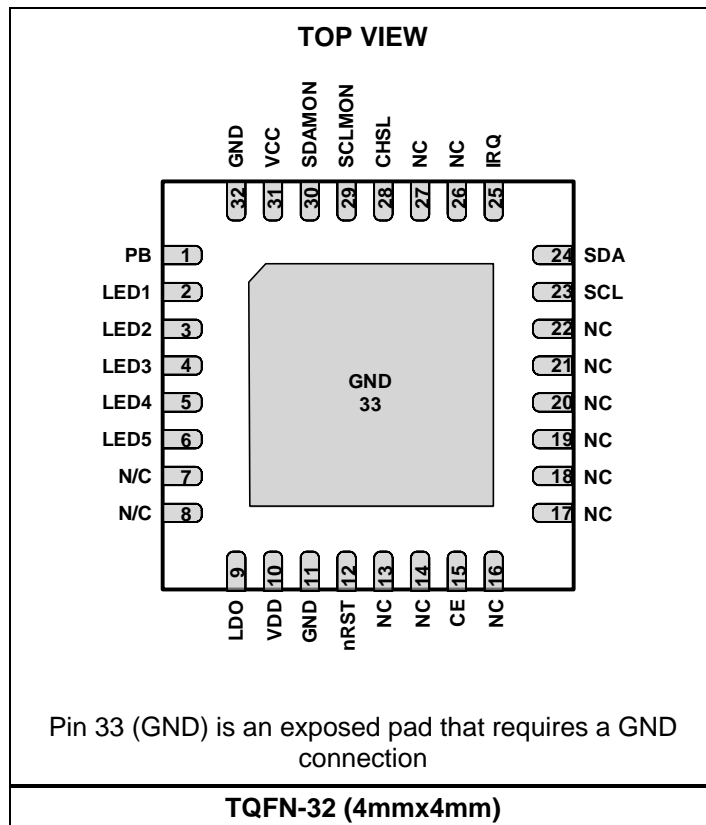 TOP VIEW
GND
VCC
SDAMON
SCLMON
CHSL
NC
NC
IRQ
32
31
30
29
28
27
26
25
PB 1
LED1 2
LED2 3
LED3 4
LED4 5
LED5 6
N/C 7
N/C 8
GND
33
24 SDA
23 SCL
22 NC
21 NC
20 NC
19 NC
18 NC
17 NC
9
10
11
12
13
14
15
16
LDO
VDD
GND
nRST
NC
NC
CE
NC
Pin 33 (GND) is an exposed pad that requires a GND
connection
TQFN-32 (4mmx4mm)